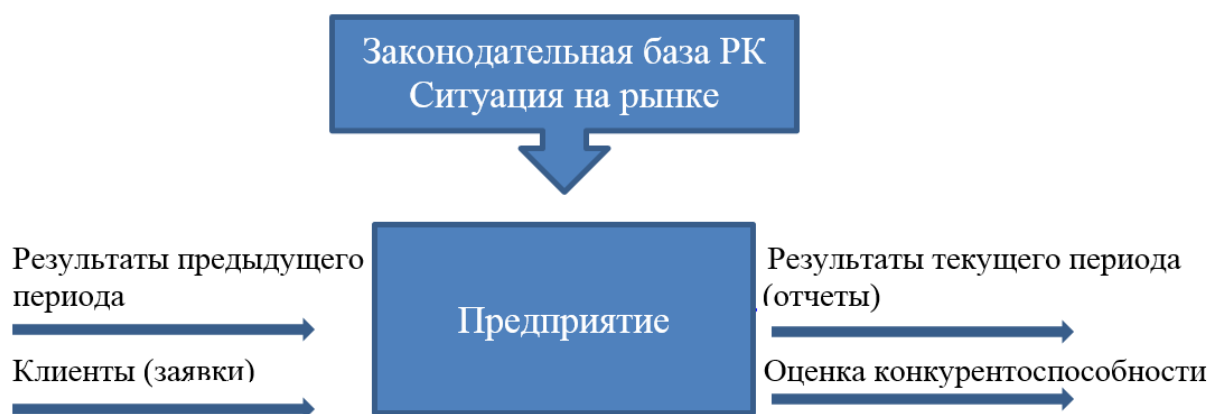 Законодательная база РК
Ситуация на рынке
Результаты предыдущего
периода
Клиенты (заявки)
Предприятие
Результаты текущего периода
(отчеты)
Оценка конкурентоспособности